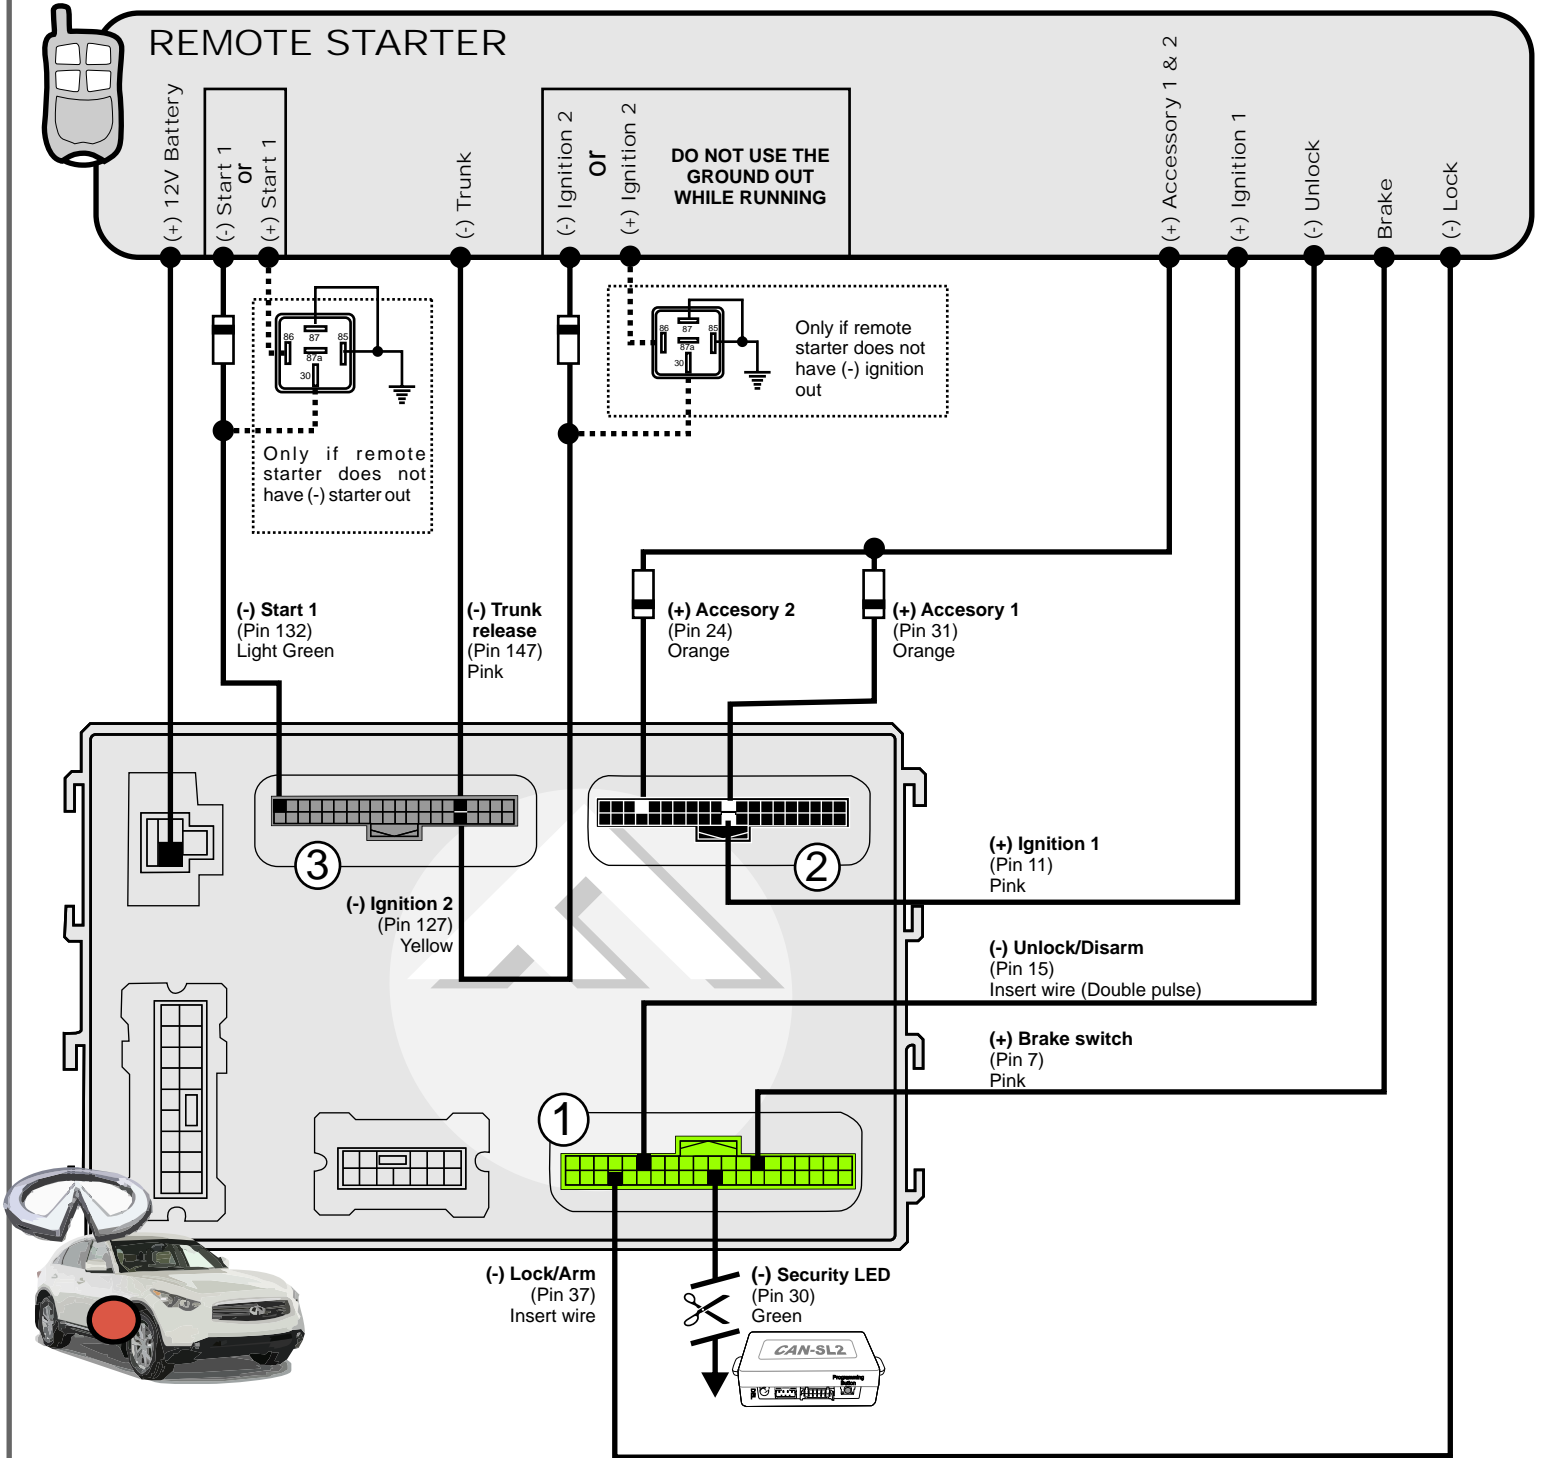 REMOTE STARTER
(+) 12V Battery
(-) Start 1
or
(+) Start 1
(-) Trunk
(-) Ignition 2
or
(+) Ignition 2
DO NOT USE THE
GROUND OUT
WHILE RUNNING
(+) Accessory 1 & 2
(+) Ignition 1
(-) Unlock
Brake
(-) Lock
86
87
85
87a
30
Only if remote
starter does not
have (-) starter out
86
87
85
87a
30
Only if remote
starter does not
have (-) ignition
out
(-) Start 1
(Pin 132)
Light Green
(-) Trunk
release
(Pin 147)
Pink
(+) Accesory 2
(Pin 24)
Orange
(+) Accesory 1
(Pin 31)
Orange
3
2
(+) Ignition 1
(Pin 11)
Pink
(-) Ignition 2
(Pin 127)
Yellow
(-) Unlock/Disarm
(Pin 15)
Insert wire (Double pulse)
(+) Brake switch
(Pin 7)
Pink
1
(-) Lock/Arm
(Pin 37)
Insert wire
(-) Security LED
(Pin 30)
Green
CAN-SL2
Programming
Button